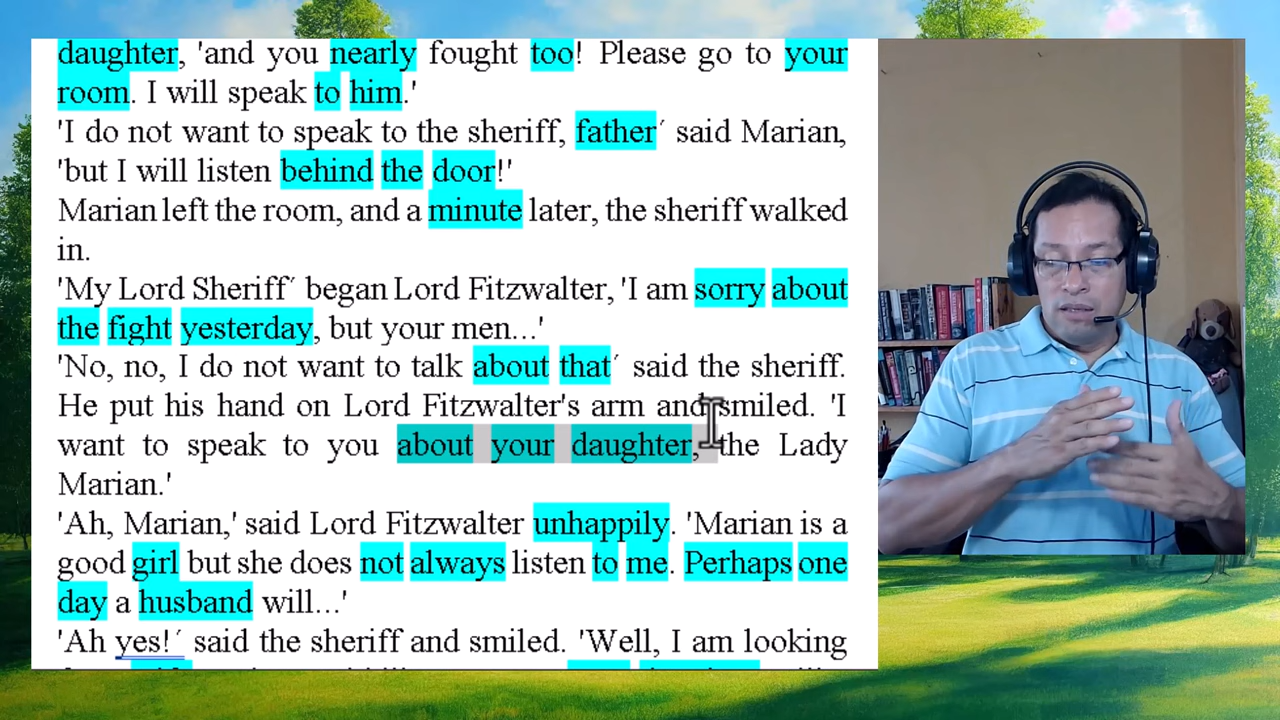 daughter, 'and you nearly fought too! Please go to your
room. I will speak to him.'
'I do not want to speak to the sheriff, father´ said Marian,
'but I will listen behind the door!'
Marian left the room, and a minute later, the sheriff walked
in.
'My Lord Sheriff´ began Lord Fitzwalter, 'I am sorry about
the fight yesterday, but your men...'
'No, no, I do not want to talk about that´ said the sheriff.
He put his hand on Lord Fitzwalter's arm and smiled. 'I
want to speak to you about your daughter, the Lady
Marian.'
'Ah, Marian,' said Lord Fitzwalter unhappily. 'Marian is a
good girl but she does not always listen to me. Perhaps one
day a husband will...'
'Ah yes!´ said the sheriff and smiled. 'Well, I am looking